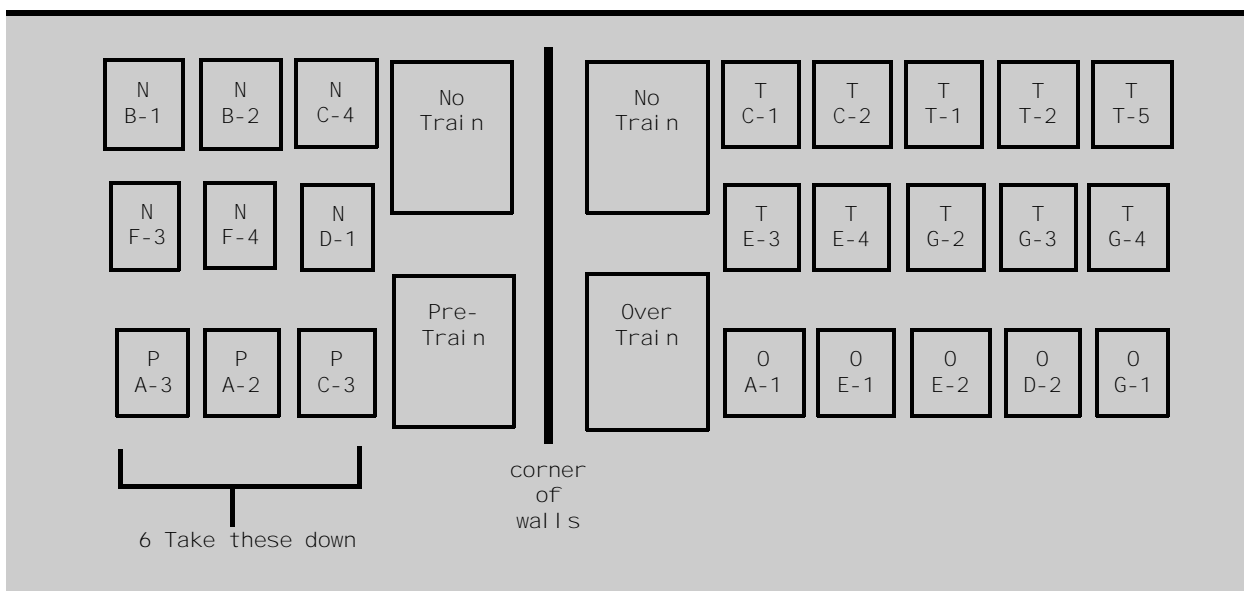 N
B-1
N
B-2
N
C-4
No
Train
No
Train
T
C-1
T
C-2
T
T-1
T
T-2
T
T-5
N
F-3
N
F-4
N
D-1
T
E-3
T
E-4
T
G-2
T
G-3
T
G-4
Pre-
Train
Over
Train
P
A-3
P
A-2
P
C-3
O
A-1
O
E-1
O
E-2
O
D-2
O
G-1
corner
of
walls
6 Take these down